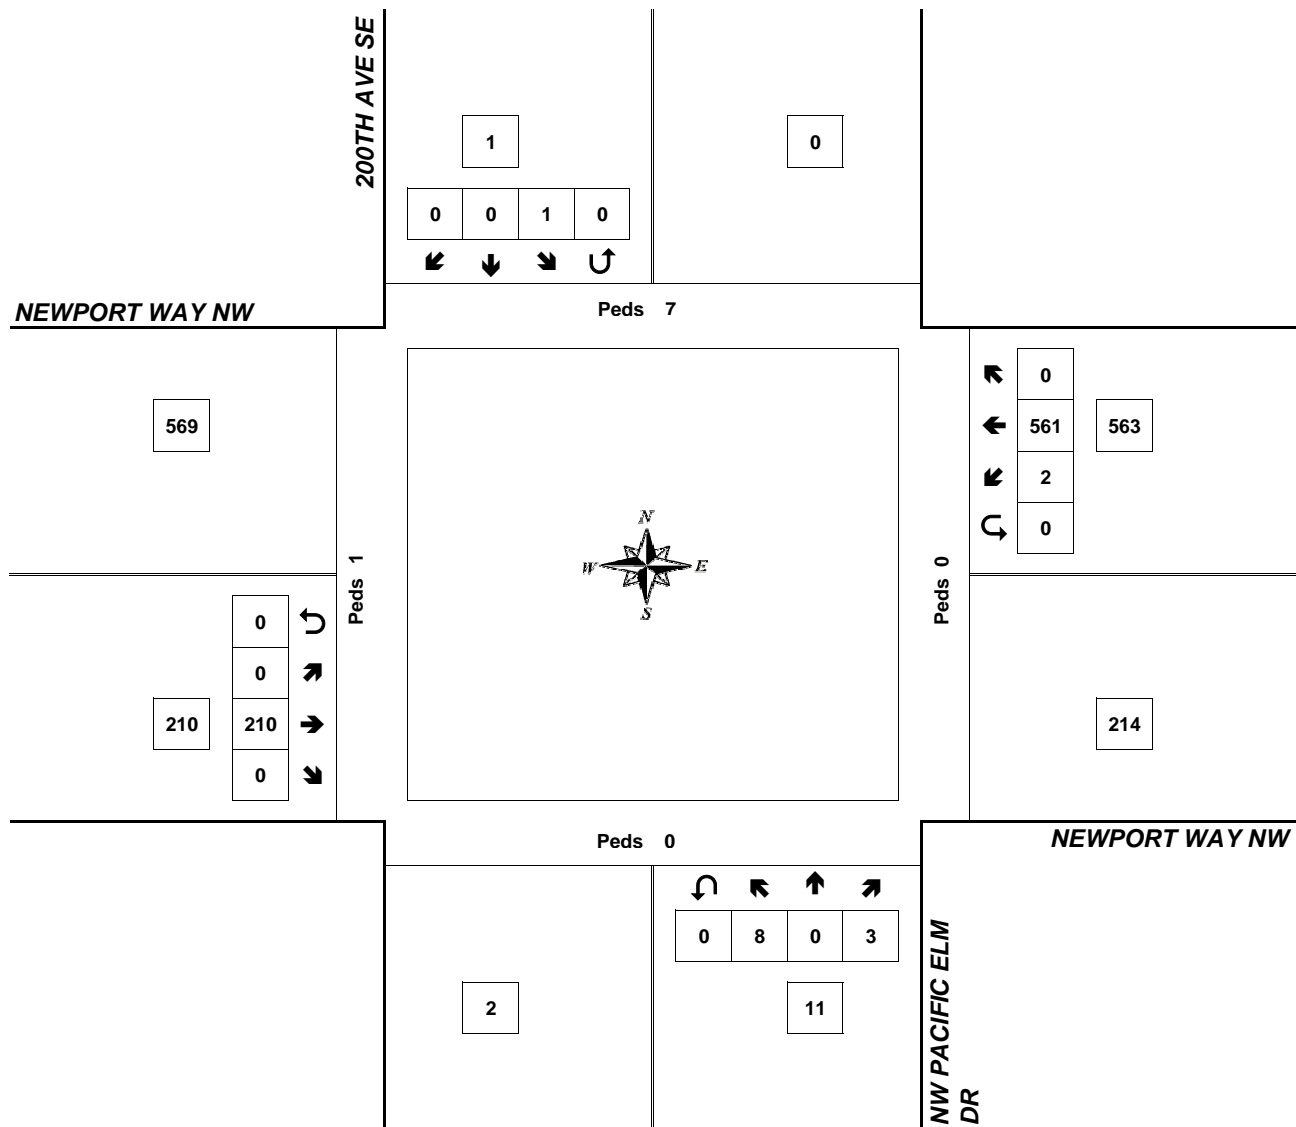 200TH AVE SE
1
0
0 0 1 0
NEWPORT WAY NW
Peds 7
0
569
561 563
2
N
0
Peds 1
W E
Peds 0
S
0
0
210 210
214
0
Peds 0
NEWPORT WAY NW
0 8 0 3
2
11
NW PACIFIC ELM
DR